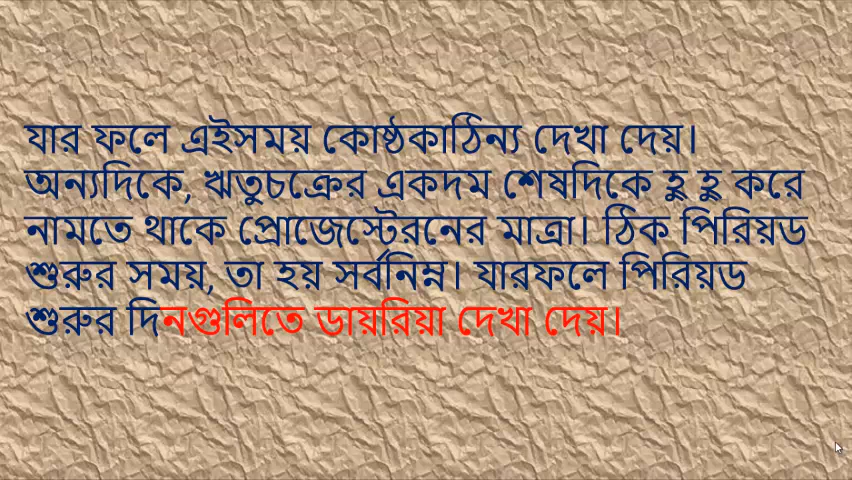 যার ফলে এইসময় কোষ্ঠকাঠিন্য দেখা দেয়।
অন্যদিকে, ঋতুচক্রের একদম শেষদিকে হু হু করে
নামতে থাকে প্রোজেস্টেরনের মাত্রা। ঠিক পিরিয়ড
শুরুর সময়, তা হয় সর্বনিম্ন। যারফলে পিরিয়ড
শুরুর দিনগুলিতে ডায়রিয়া দেখা দেয়।